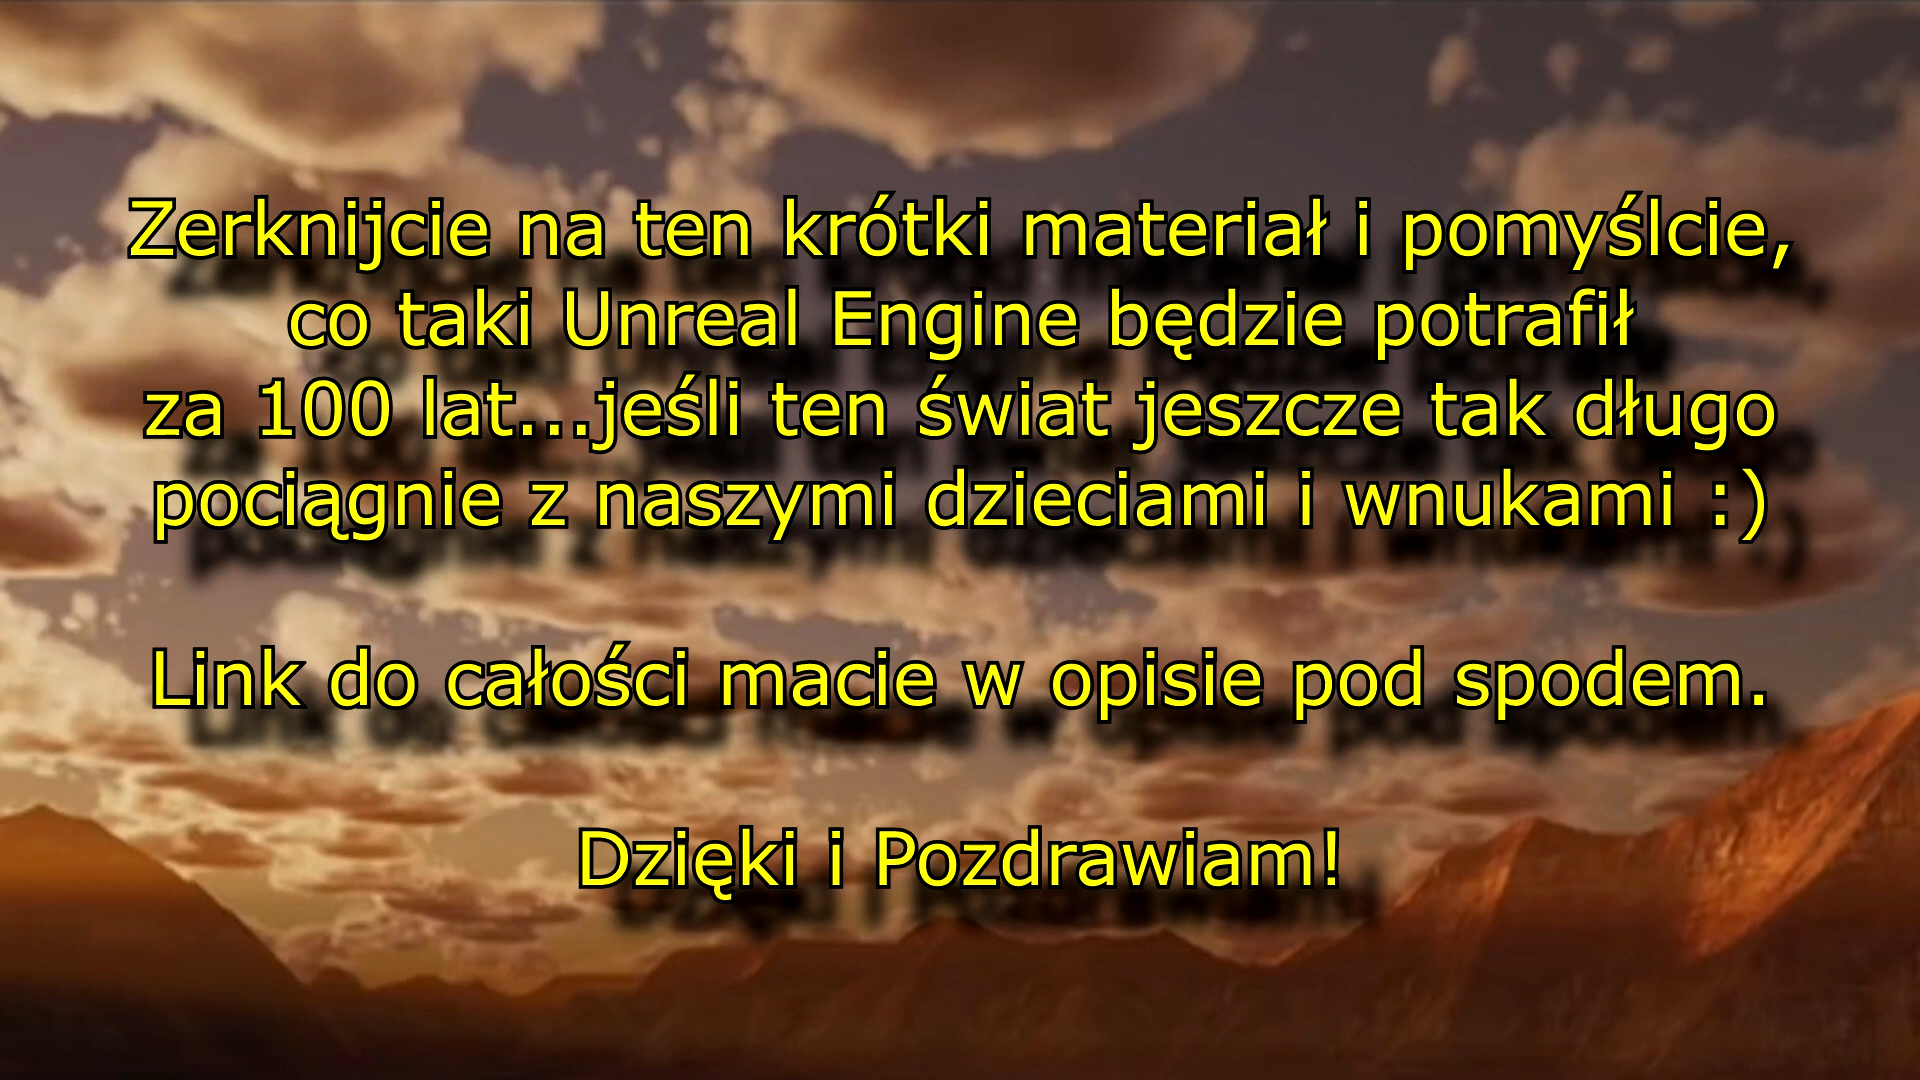 Zerknijcie na ten krótki materiał i pomyślcie,
co taki Unreal Engine będzie potrafił
za 100 lat...jeśli ten świat jeszcze tak długo
pociągnie z naszymi dzieciami i wnukami :)
Link do całości macie w opisie pod spodem.
Dzięki i Pozdrawiam!